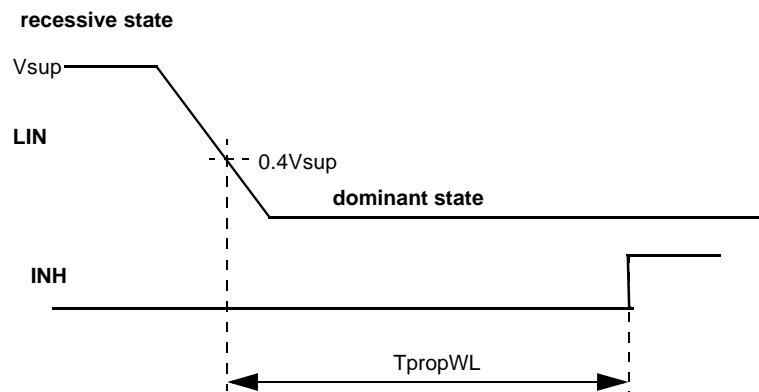 recessive state
Vsup
LIN
0.4Vsup
dominant state
INH
TpropWL